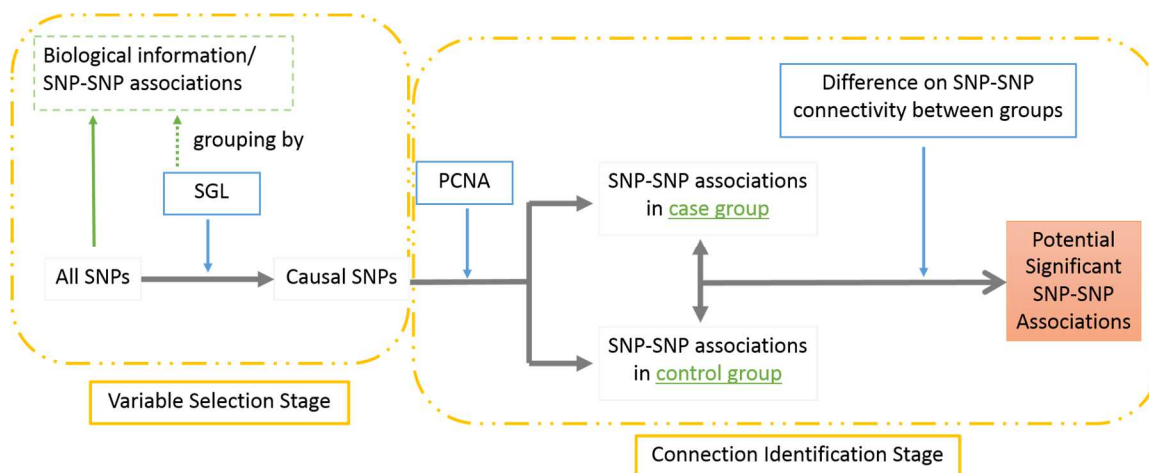 Biological information/
SNP-SNP associations
grouping by
SGL
All SNPs
Causal SNPs
Variable Selection Stage
PCNA
SNP-SNP associations
in case group
SNP-SNP associations
in control group
Difference on SNP-SNP
connectivity between groups
Potential
Significant
SNP-SNP
Associations
Connection Identification Stage